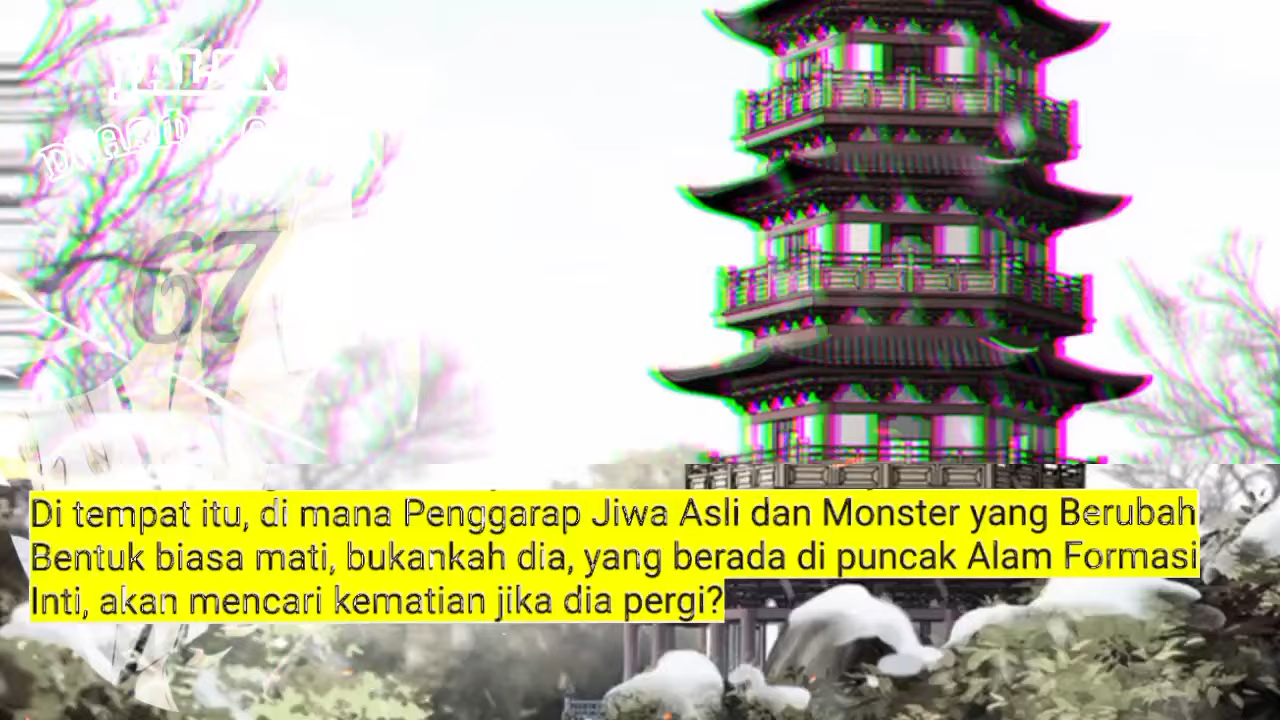 67
Di tempat itu, di mana Penggarap Jiwa Asli dan Monster yang Berubah
Bentuk biasa mati, bukankah dia, yang berada di puncak Alam Formasi
Inti, akan mencari kematian jika dia pergi?